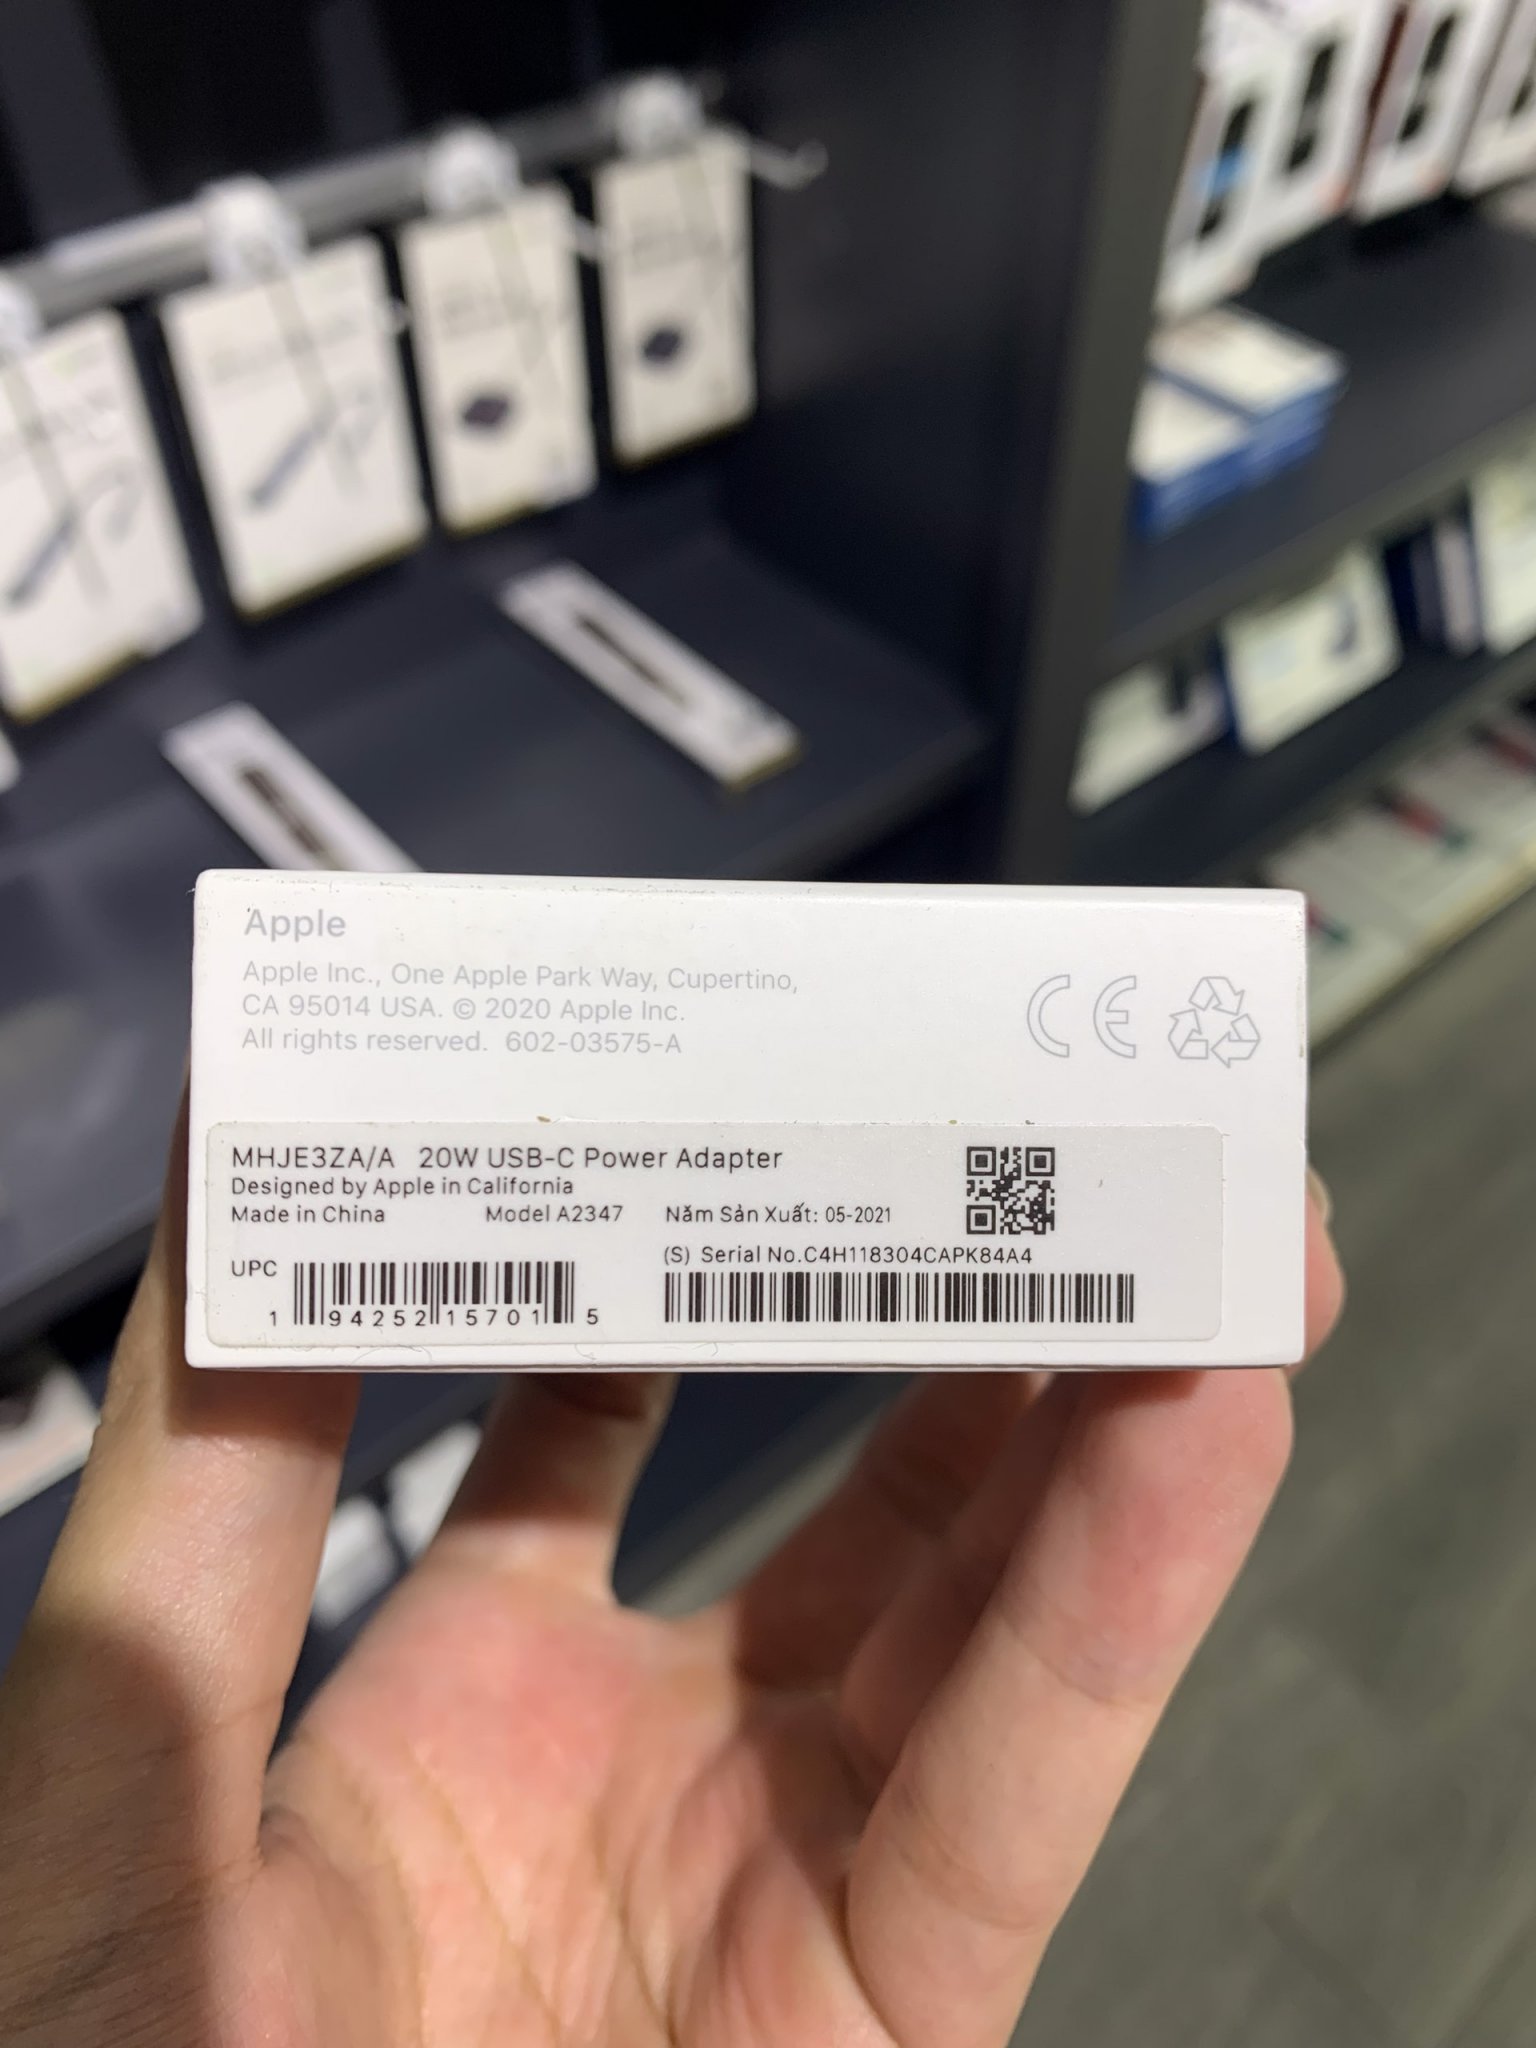 Apple
Apple Inc., One Apple Park Way, Cupertino,
CA 95014 USA. © 2020 Apple Inc.
All rights reserved. 602-03575-A
CE
MHJE3ZA/A 20W USB-C Power Adapter
Designed by Apple in California
Made in China Model A2347 Năm Sản Xuất: 05-2021
(S) Serial No.C4H118304CAPK84A4
UPC
1 94252 15701 5